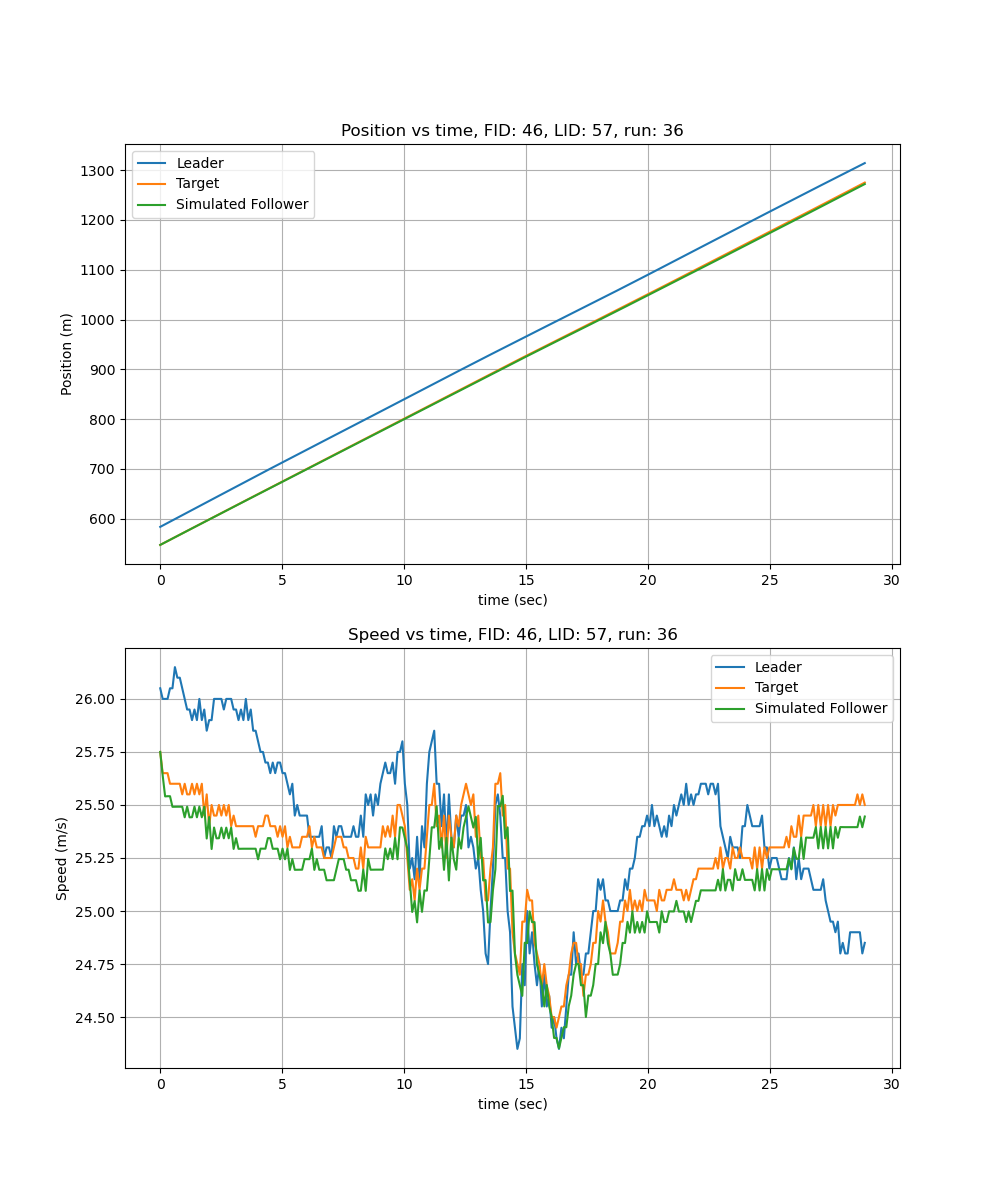 Position vs time, FID: 46, LID: 57, run: 36
Leader
Target
Simulated Follower
1300
1200
1100
1000
900
800
700
600
Position (m)
0 5 10 15 20 25 30
time (sec)
Speed vs time, FID: 46, LID: 57, run: 36
Leader
Target
Simulated Follower
26.00
25.75
25.50
25.25
25.00
24.75
24.50
Speed (m/s)
0 5 10 15 20 25 30
time (sec)